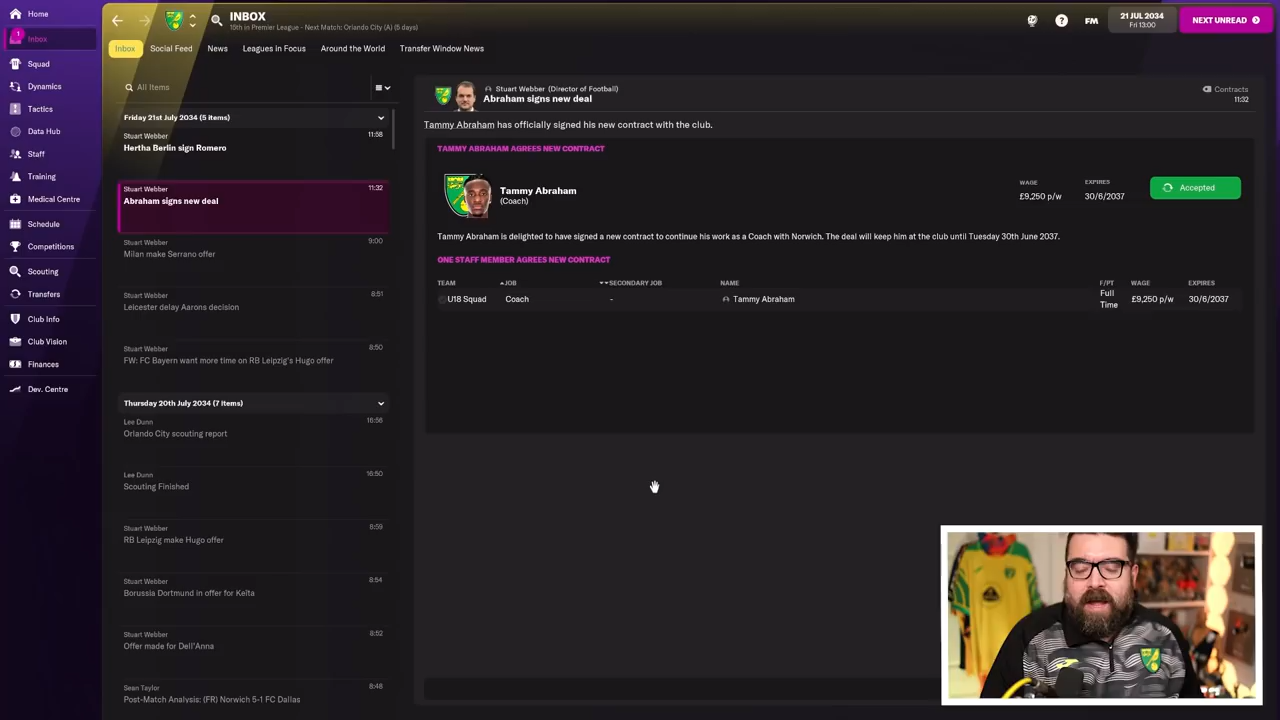 Home
1
Inbox
Squad
Dynamics
Tactics
Data Hub
Staff
Training
Medical Centre
Schedule
Competitions
Scouting
Transfers
Club Info
Club Vision
Finances
Dev. Centre
INBOX
Next Match: Orlando City (A) (5 days)
FM
21 JUL 2034
Fri 13:00
NEXT UNREAD
Inbox
Social Feed
News
Leagues in Focus
Around the World
Transfer Window News
All Items
Friday 21st July 2034 (5 items)
Stuart Webber
11:58
Hertha Berlin sign Romero
Stuart Webber
11:32
Abraham signs new deal
Stuart Webber
9:00
Milan make Serrano offer
Stuart Webber
8:51
Leicester delay Aarons decision
Stuart Webber
8:50
FW: FC Bayern want more time on RB Leipzig's Hugo offer
Thursday 20th July 2034 (7 items)
Lee Dunn
16:56
Orlando City scouting report
Lee Dunn
16:50
Scouting Finished
Stuart Webber
8:59
RB Leipzig make Hugo offer
Stuart Webber
8:54
Borussia Dortmund in offer for Keïta
Stuart Webber
8:52
Offer made for Dell'Anna
Sean Taylor
8:48
Post-Match Analysis: (FR) Norwich 5-1 FC Dallas
Stuart Webber (Director of Football)
Abraham signs new deal
Contracts
11:32
Tammy Abraham has officially signed his new contract with the club.
TAMMY ABRAHAM AGREES NEW CONTRACT
Tammy Abraham
(Coach)
WAGE
£9,250 p/w
EXPIRES
30/6/2037
Accepted
Tammy Abraham is delighted to have signed a new contract to continue his work as a Coach with Norwich. The deal will keep him at the club until Tuesday 30th June 2037.
ONE STAFF MEMBER AGREES NEW CONTRACT
TEAM JOB SECONDARY JOB NAME F/PT WAGE EXPIRES
U18 Squad Coach - Tammy Abraham Full Time £9,250 p/w 30/6/2037